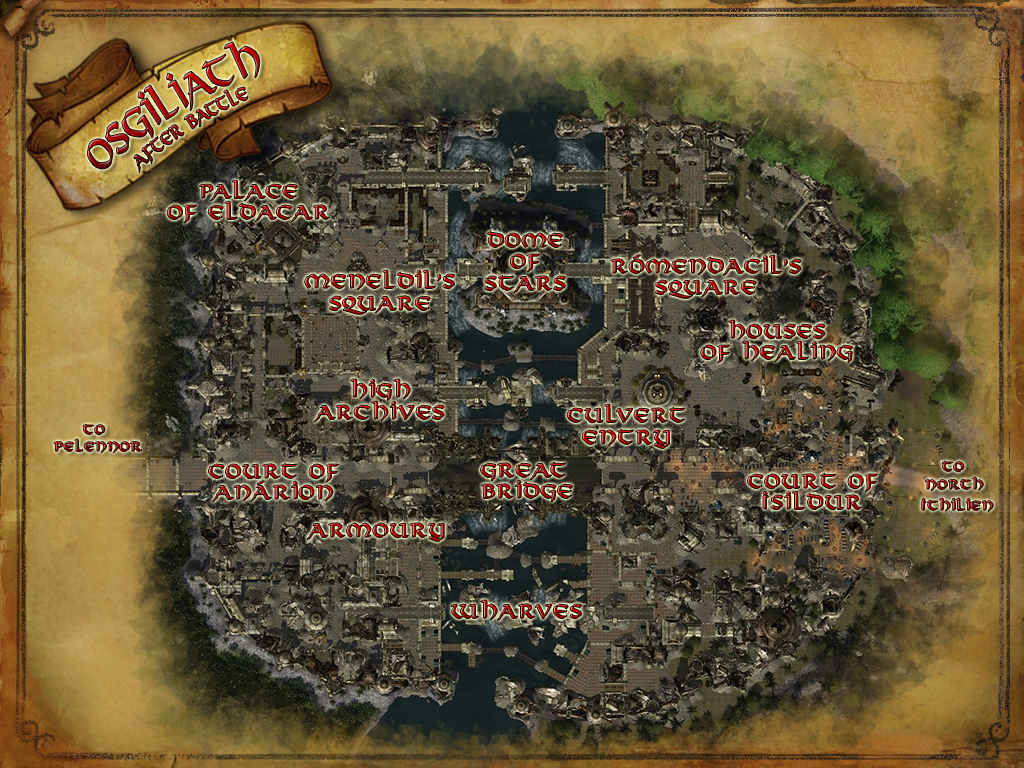 OSGILIATH
AFTER BATTLE
PALACE
OF ELDACAR
DOME
OF
STARS
MENELDIL'S
SQUARE
RÓMENDACIL'S
SQUARE
HOUSES
OF HEALING
HIGH
ARCHIVES
CULVERT
ENTRY
TO
PELENNOR
COURT OF
ANÁRION
GREAT
BRIDGE
COURT OF
ISILDUR
TO
NORTH
ITHILIEN
ARMOURY
WHARVES